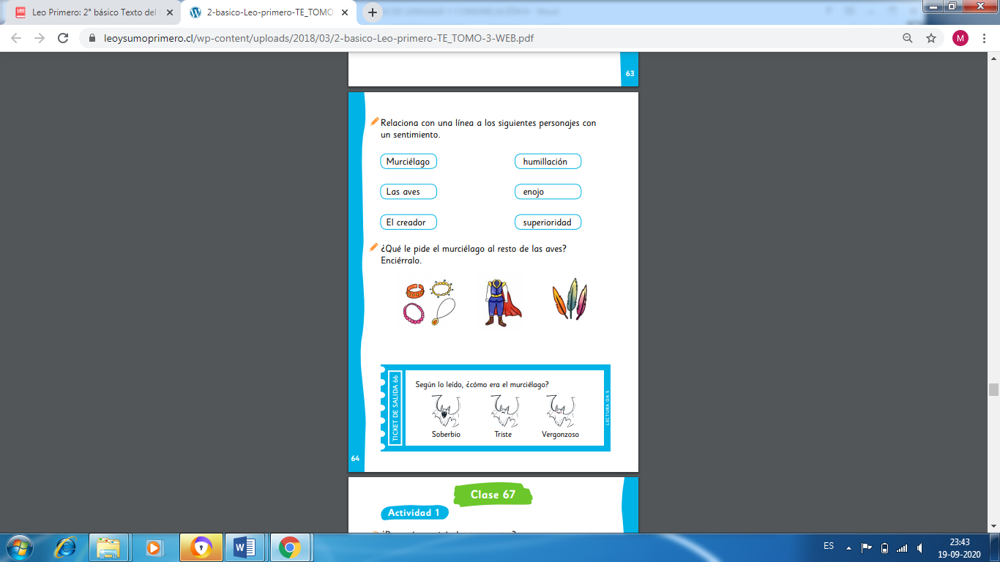 Leo Primero: 2° básico Texto del
2-basico-Leo-primero-TE_TOMO
leoysumoprimero.cl/wp-content/uploads/2018/03/2-basico-Leo-primero-TE_TOMO-3-WEB.pdf
M
63
Relaciona con una línea a los siguientes personajes con
un sentimiento.
Murciélago
humillación
Las aves
enojo
El creador
superioridad
¿Qué le pide el murciélago al resto de las aves?
Enciérralo.
TICKET DE SALIDA 66
Según lo leído, ¿cómo era el murciélago?
Soberbio
Triste
Vergonzoso
LECTURA OA 5
64
Clase 67
Actividad 1
ES
23:43
19-09-2020